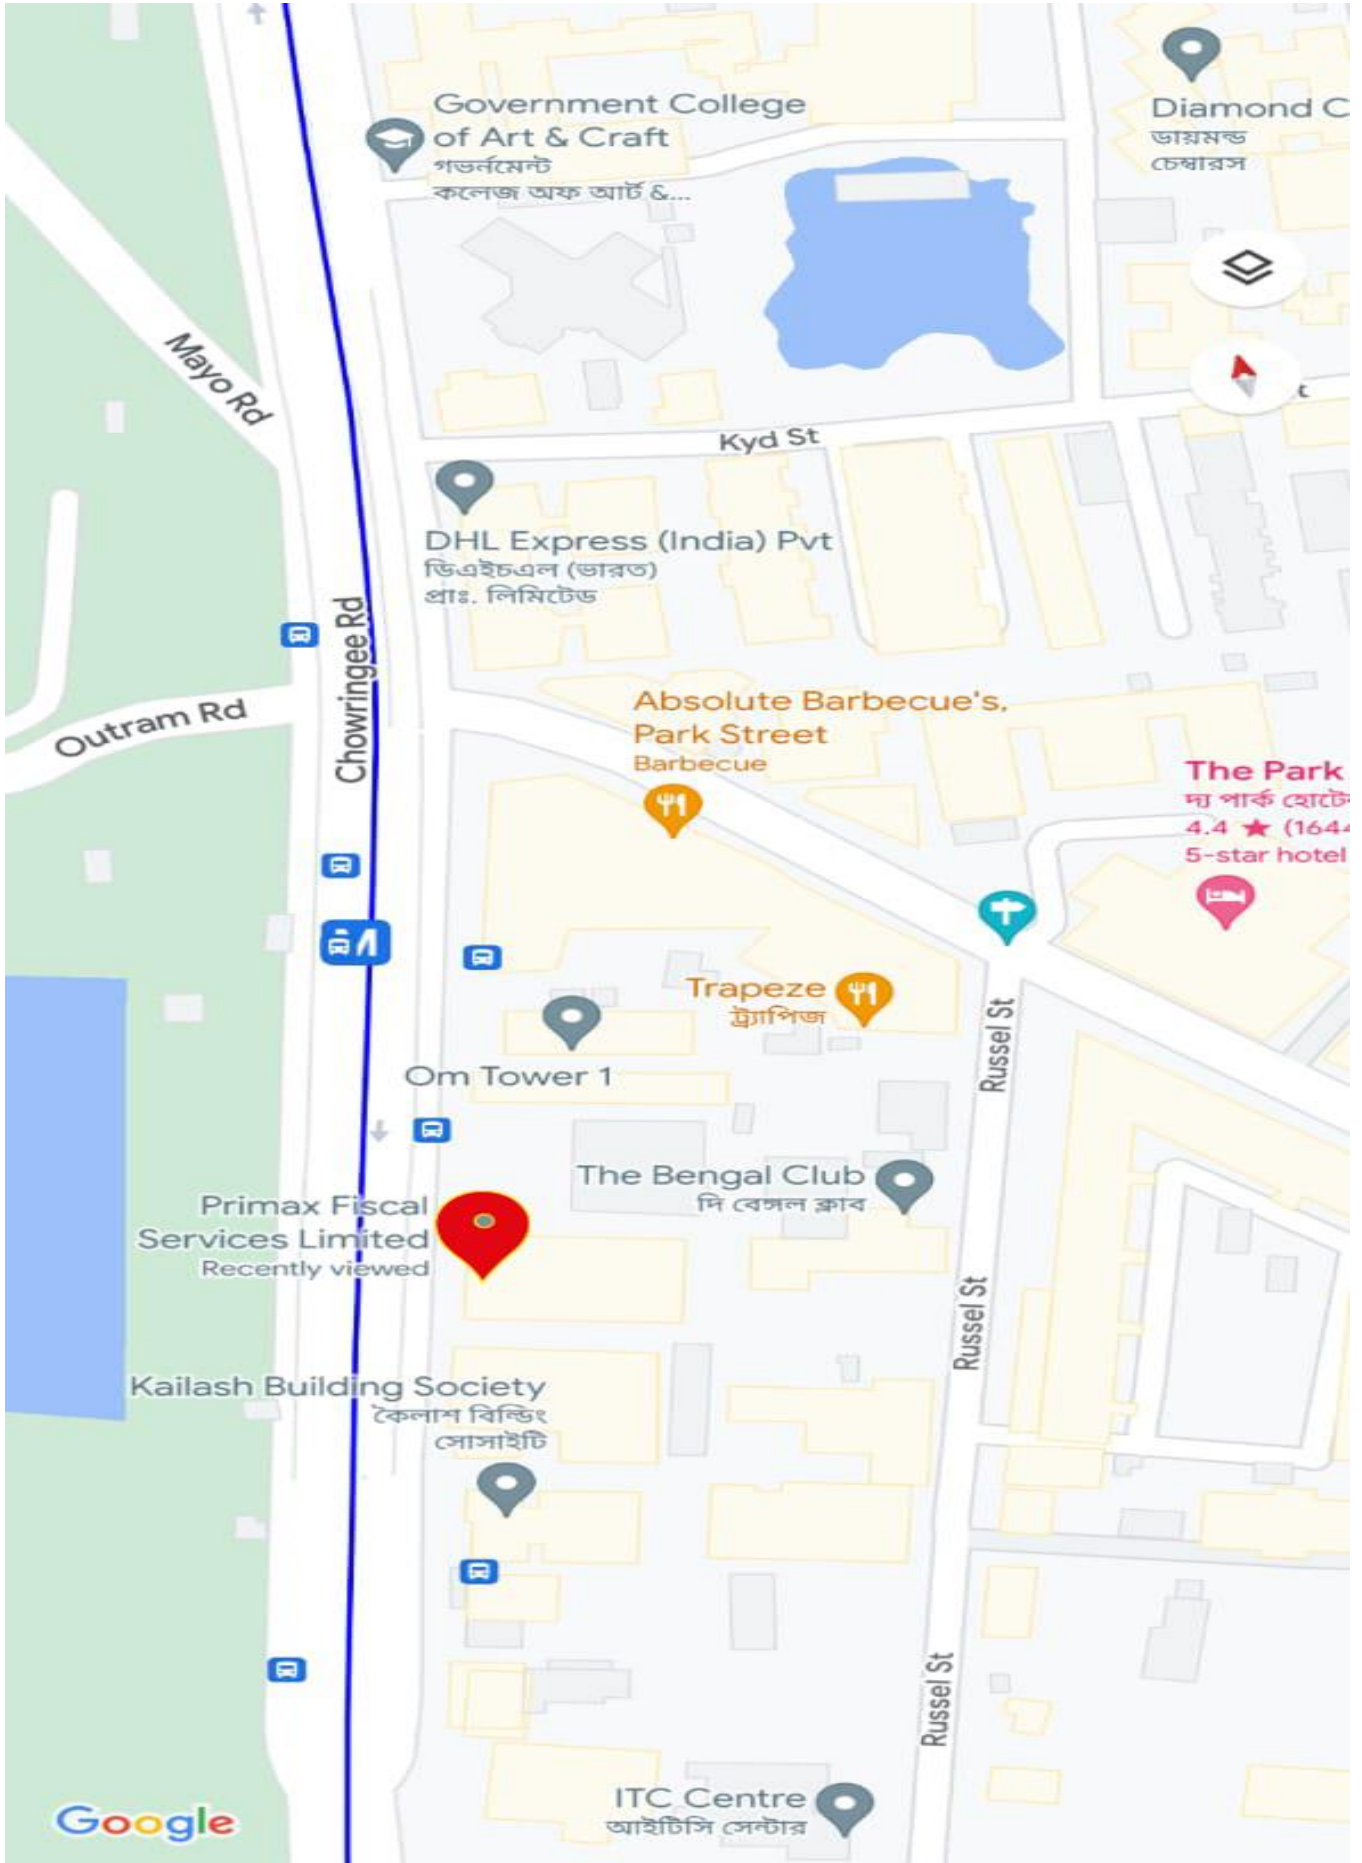 Government College
of Art & Craft
গভর্নমেন্ট
কলেজ অফ আর্ট &...
Diamond C
ডায়মন্ড
চেম্বারস
Mayo Rd
t
Kyd St
DHL Express (India) Pvt
ডিএইচএল (ভারত)
প্রাঃ. লিমিটেড
Chowringee Rd
Outram Rd
Absolute Barbecue's,
Park Street
Barbecue
The Park
দ্য পার্ক হোটে
4.4 ★ (1644
5-star hotel
Trapeze
ট্র্যাপিজ
Russel St
Om Tower 1
The Bengal Club
দি বেঙ্গল ক্লাব
Primax Fiscal
Services Limited
Recently viewed
Russel St
Kailash Building Society
কৈলাশ বিল্ডিং
সোসাইটি
Russel St
ITC Centre
আইটিসি সেন্টার
Google